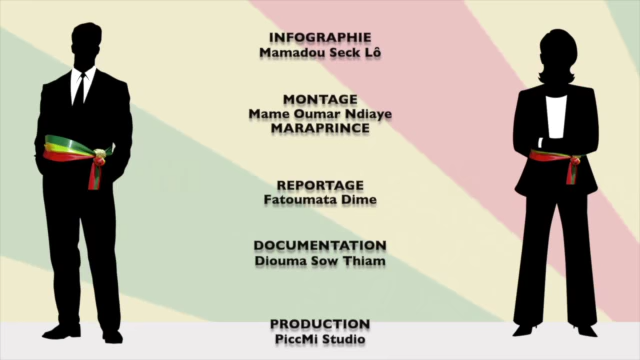 INFOGRAPHIE
Mamadou Seck Lô
MONTAGE
Mame Oumar Ndiaye
MARAPRINCE
REPORTAGE
Fatoumata Dime
DOCUMENTATION
Diouma Sow Thiam
PRODUCTION
PiccMi Studio